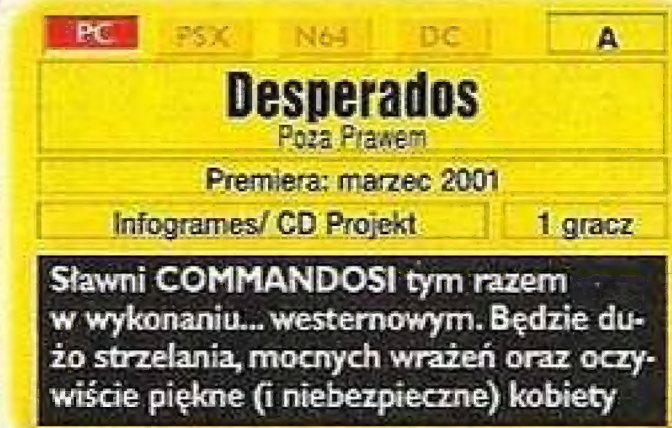 PC PSX N64 DC A
Desperados
Poza Prawem
Premiera: marzec 2001
Infogrames/ CD Projekt 1 gracz
Sławni COMMANDOSI tym razem
w wykonaniu... westernowym. Będzie du-
żo strzelania, mocnych wrażeń oraz oczy-
wiście piękne (i niebezpieczne) kobiety